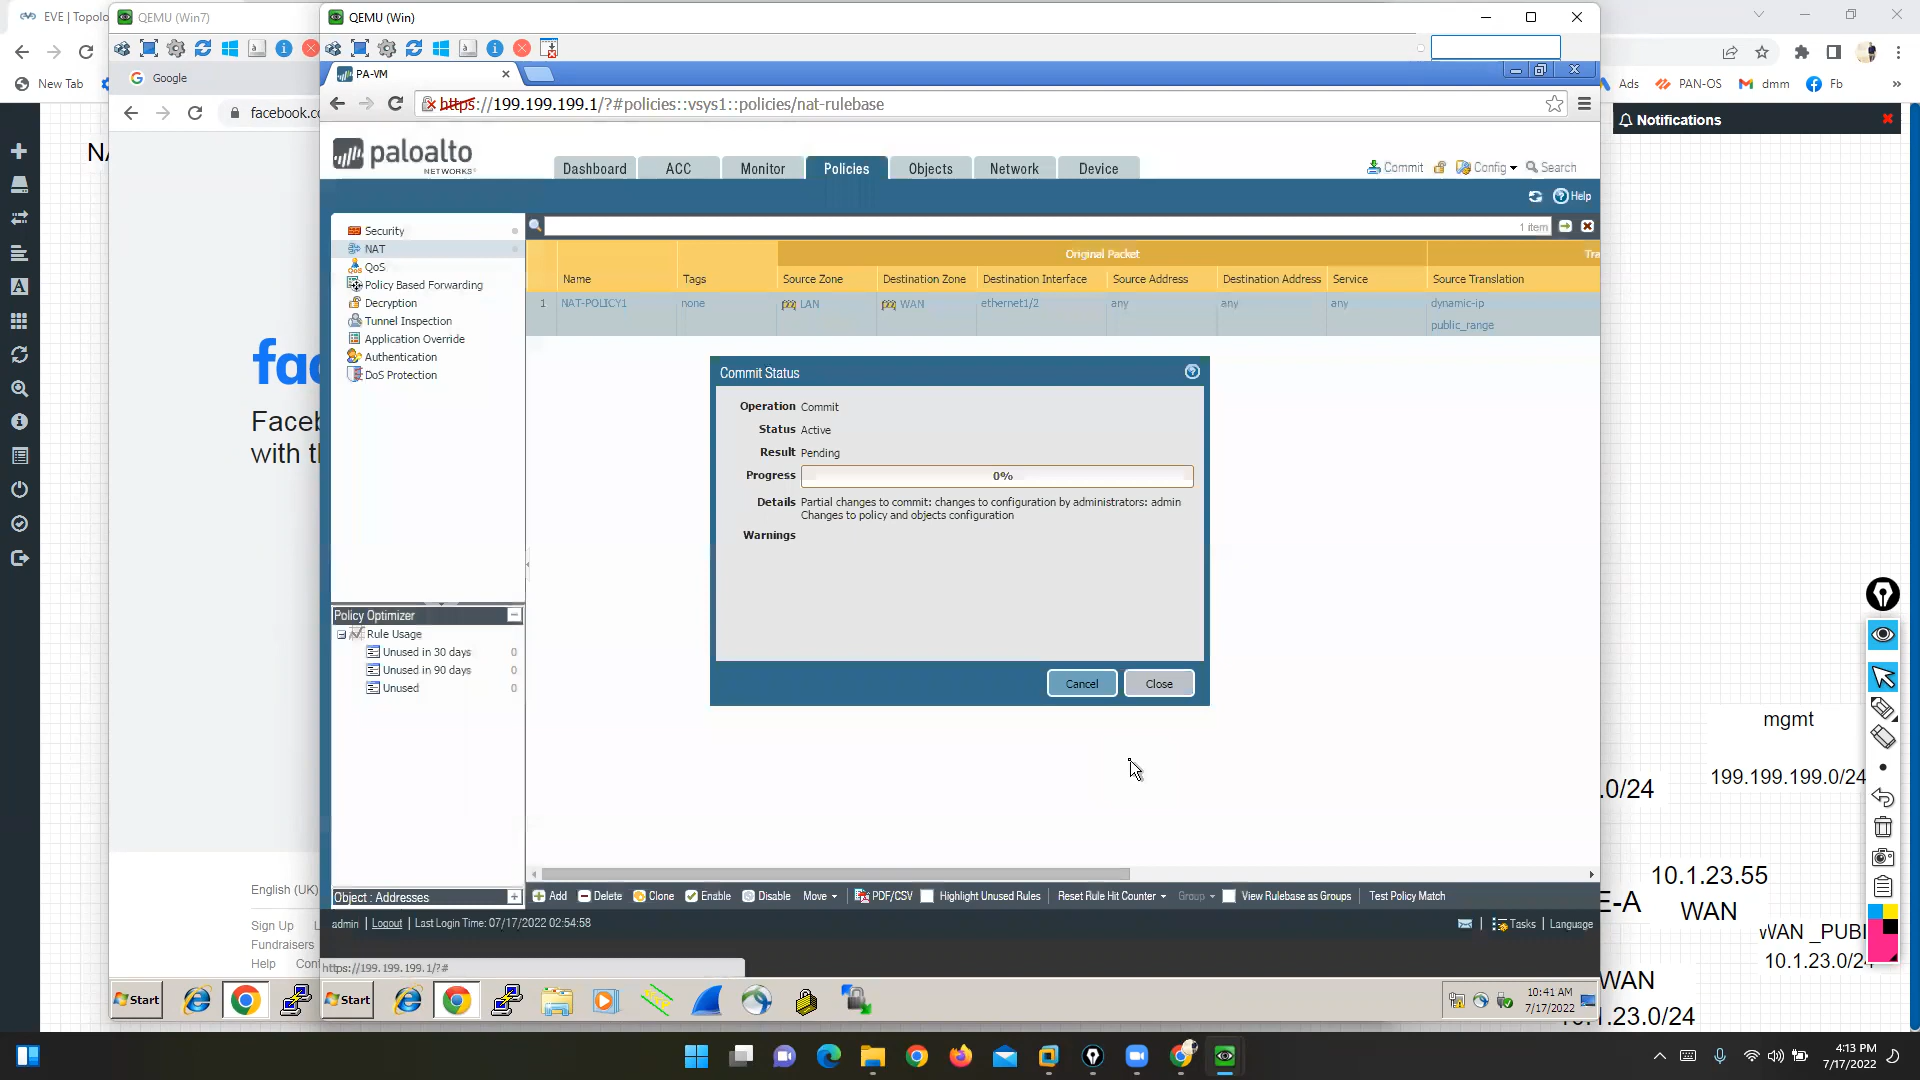 EVE | Topolo
New Tab
Ads
PAN-OS
dmm
Fb
»
Notifications
QEMU (Win7)
Google
facebook.co
NA
Faceb
with th
English (UK)
Sign Up
Fundraisers
Help
Cont
Start
QEMU (Win)
PA-VM
https://199.199.199.1/?#policies::vsys1::policies/nat-rulebase
paloalto
NETWORKS
Dashboard
ACC
Monitor
Policies
Objects
Network
Device
Commit
Config
Search
Help
Security
NAT
QoS
Policy Based Forwarding
Decryption
Tunnel Inspection
Application Override
Authentication
DoS Protection
1 item
Original Packet
Tra
Name
Tags
Source Zone
Destination Zone
Destination Interface
Source Address
Destination Address
Service
Source Translation
1
NAT-POLICY1
none
LAN
WAN
ethernet1/2
any
any
any
dynamic-ip
public_range
Commit Status
Operation Commit
Status Active
Result Pending
Progress 0%
Details Partial changes to commit: changes to configuration by administrators: admin
Changes to policy and objects configuration
Warnings
Cancel
Close
Policy Optimizer
Rule Usage
Unused in 30 days 0
Unused in 90 days 0
Unused 0
Object : Addresses
Add
Delete
Clone
Enable
Disable
Move
PDF/CSV
Highlight Unused Rules
Reset Rule Hit Counter
Group
View Rulebase as Groups
Test Policy Match
admin | Logout | Last Login Time: 07/17/2022 02:54:58
Tasks | Language
https://199.199.199.1/?#
Start
10:41 AM
7/17/2022
mgmt
199.199.199.0/24
.0/24
10.1.23.55
E-A
WAN
WAN _PUBI
10.1.23.0/24
WAN
10.1.23.0/24
4:13 PM
7/17/2022